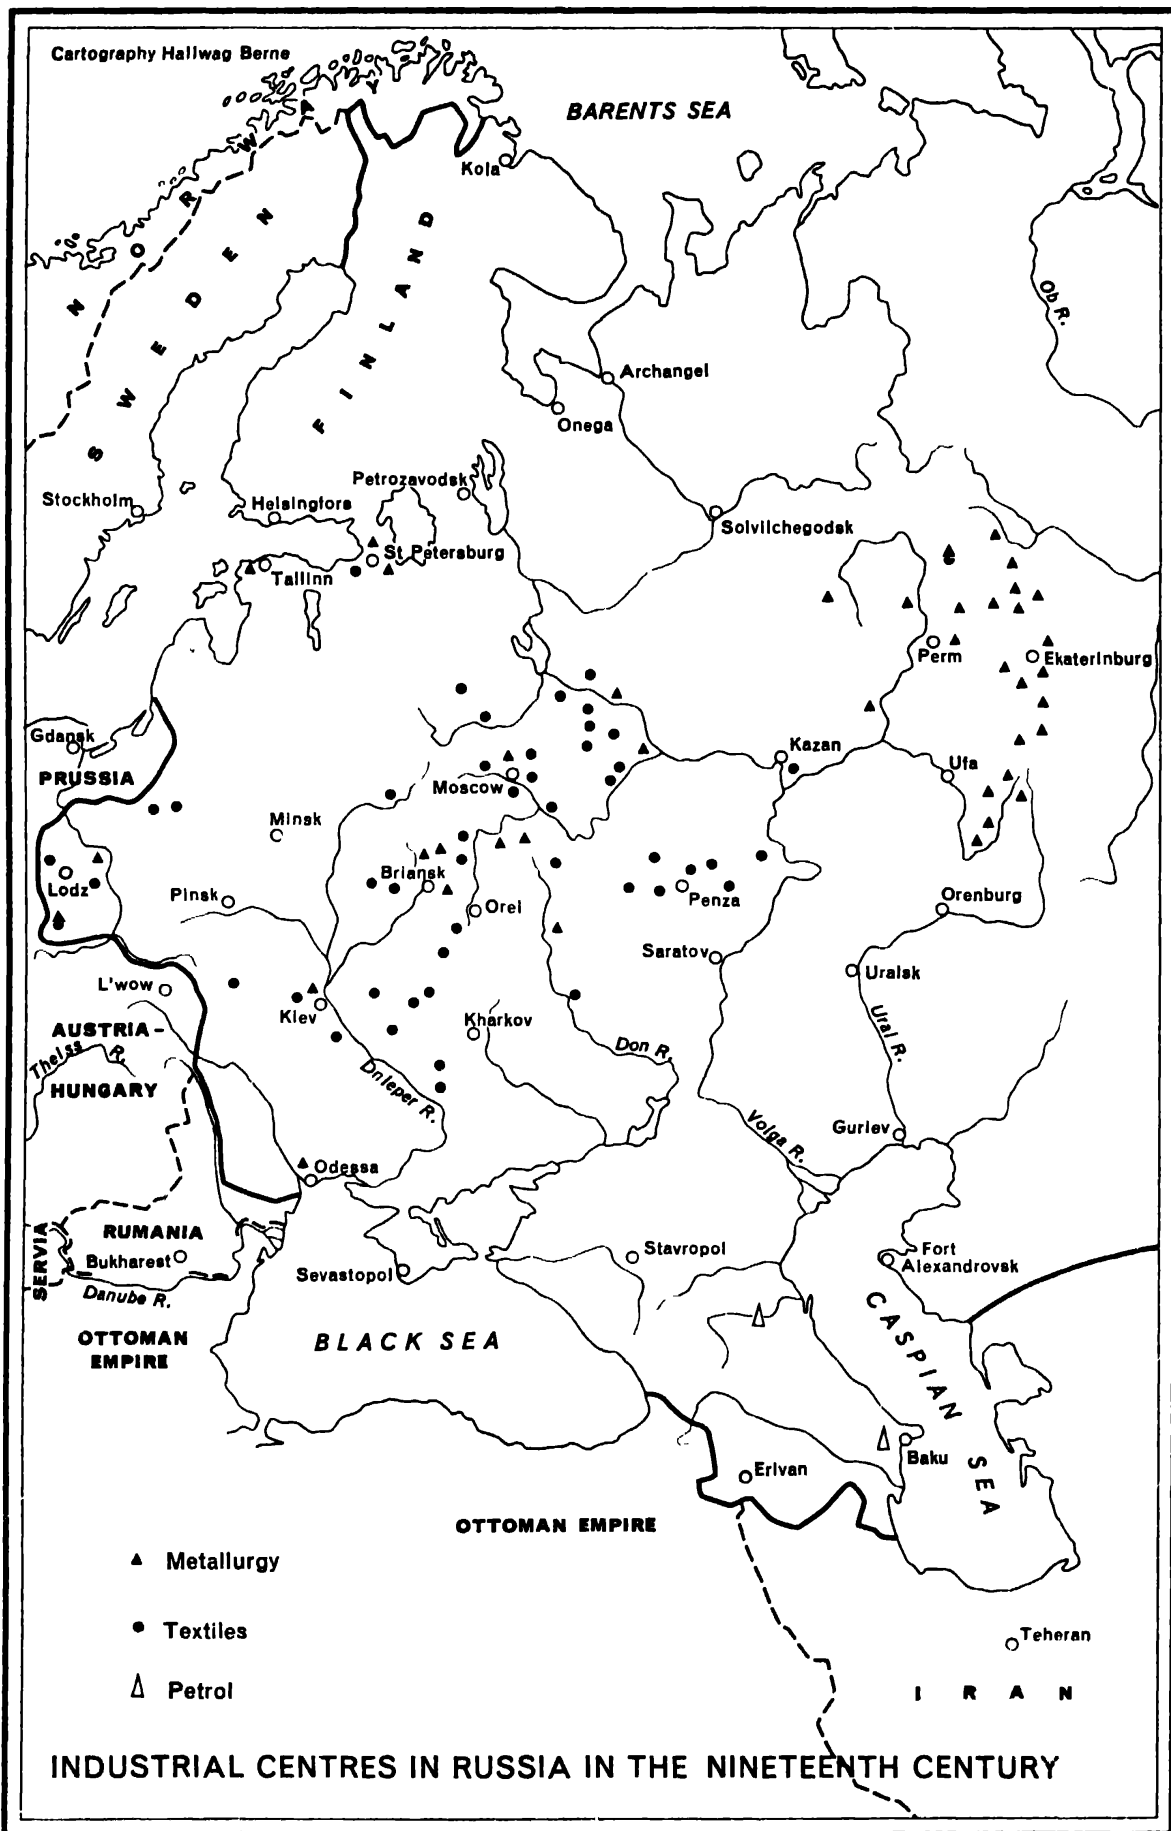 Cartography Hallwag Berne
BARENTS SEA
NORWAY
Kola
SWEDEN
FINLAND
Ob R.
Archangel
Onega
Petrozavodsk
Stockholm
Helsingfors
Solvilchegodsk
St Petersburg
Tallinn
Perm
Ekaterinburg
Gdansk
Kazan
Ufa
PRUSSIA
Moscow
Minsk
Briansk
Lodz
Pinsk
Orel
Penza
Orenburg
Saratov
Uralsk
L'wow
Kiev
Kharkov
Ural R.
AUSTRIA-
Theiss R.
Don R.
HUNGARY
Dnieper R.
Volga R.
Guriev
Odessa
RUMANIA
SERVIA
Bukharest
Stavropol
Fort
Alexandrovsk
Sevastopol
Danube R.
OTTOMAN
EMPIRE
BLACK SEA
CASPIAN SEA
Baku
Erivan
OTTOMAN EMPIRE
Metallurgy
Textiles
Teheran
Petrol
IRAN
INDUSTRIAL CENTRES IN RUSSIA IN THE NINETEENTH CENTURY